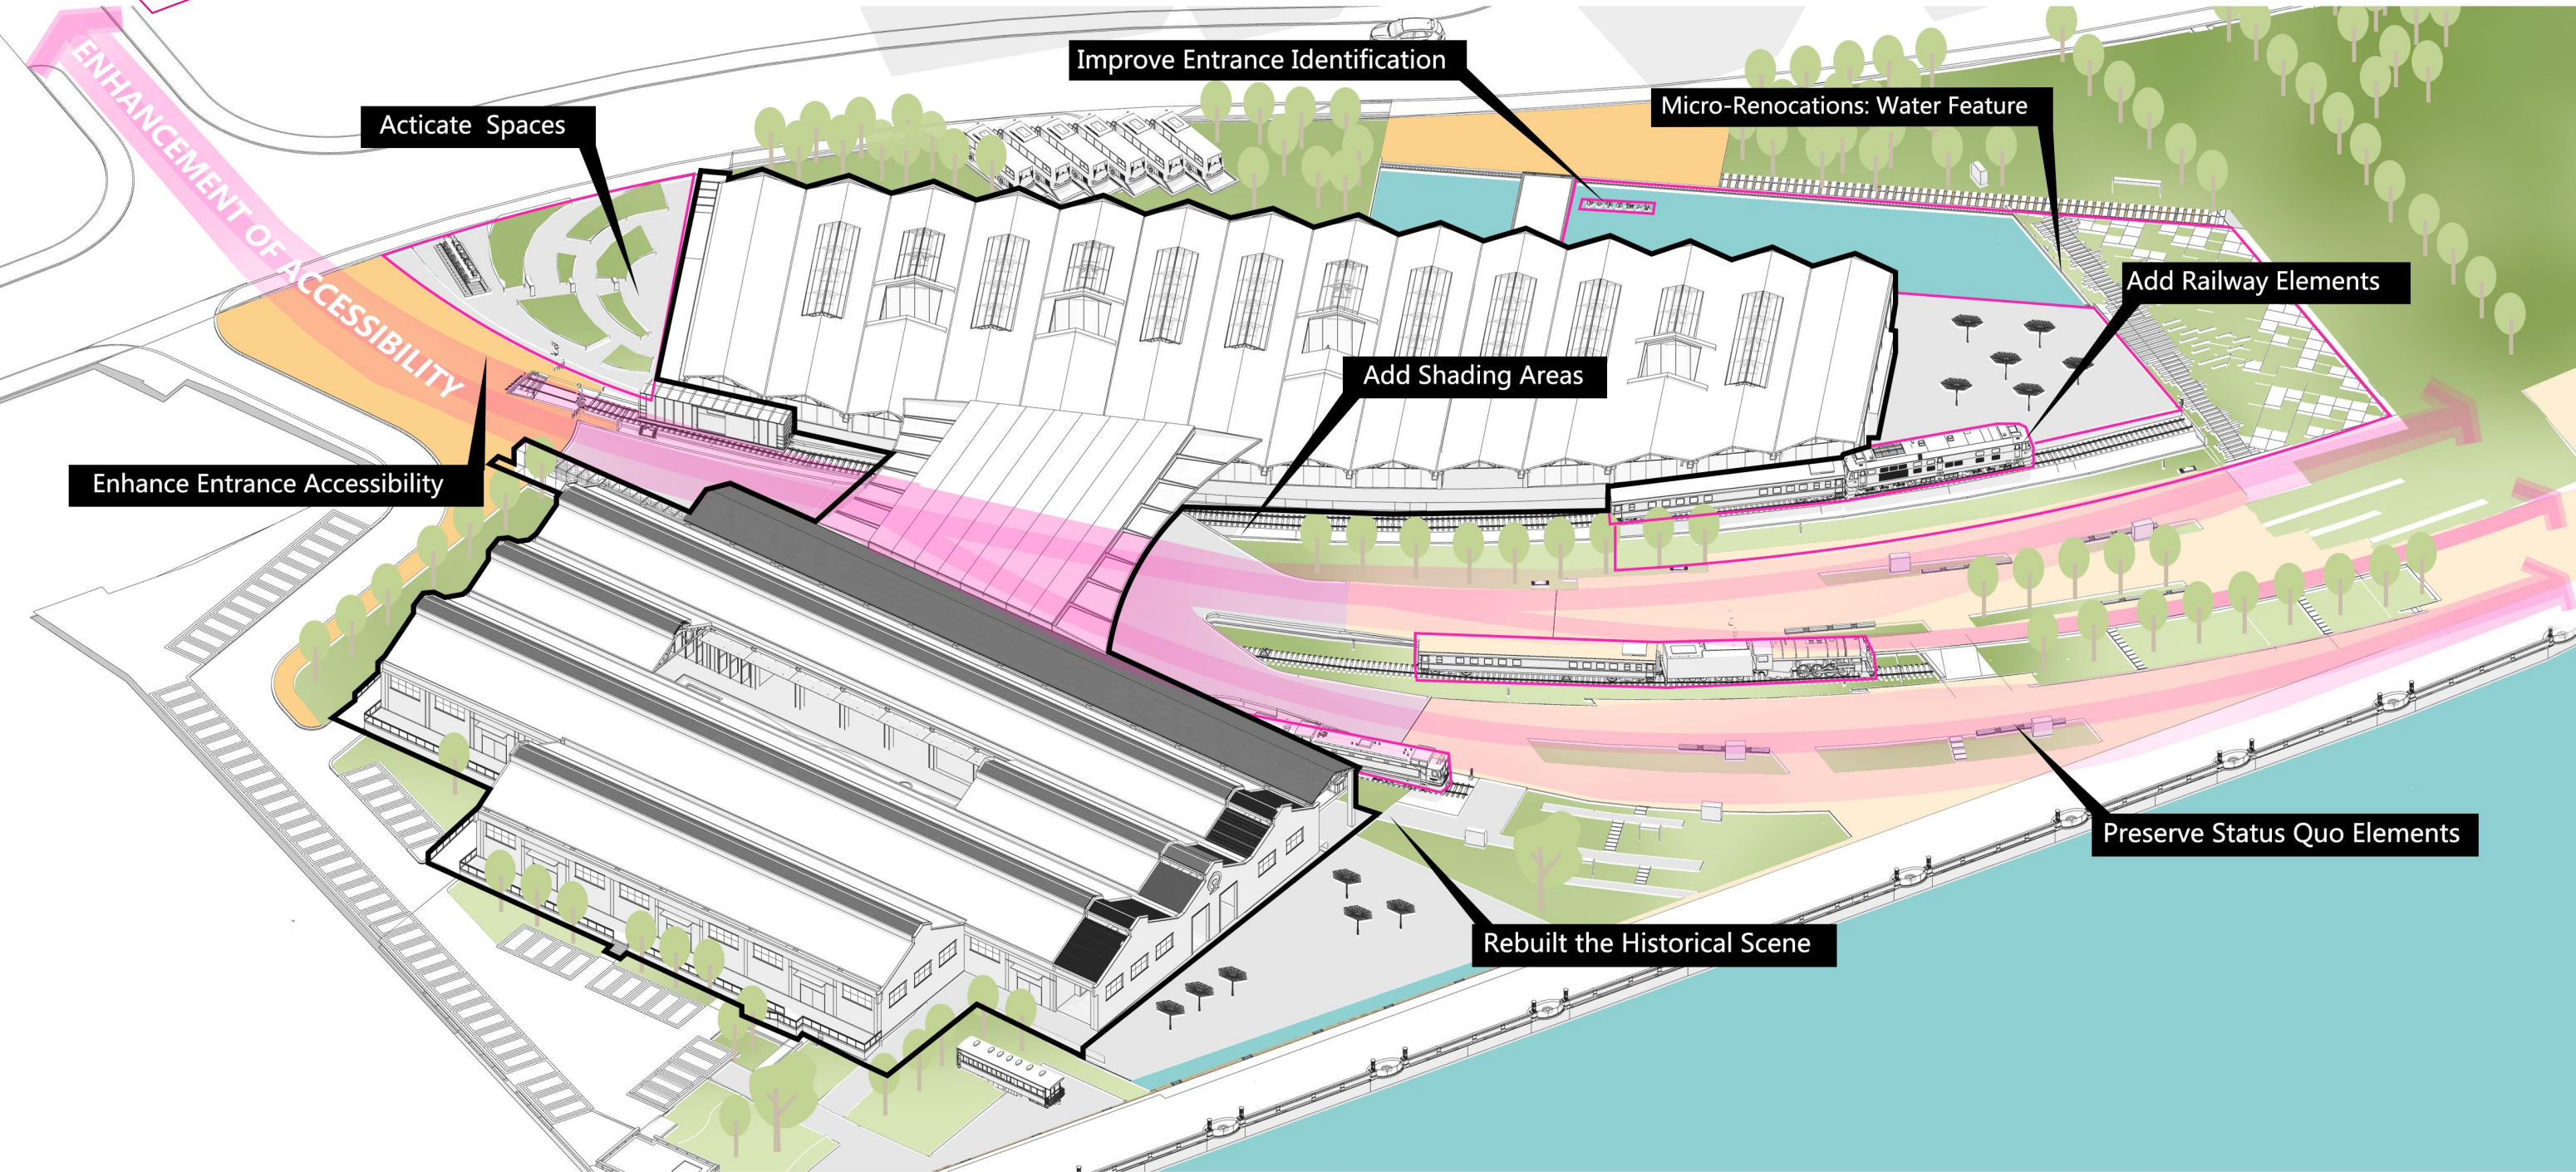 Improve Entrance Identification
Micro-Renocations: Water Feature
Acticate Spaces
ENHANCEMENT OF ACCESSIBILITY
Add Railway Elements
Add Shading Areas
Enhance Entrance Accessibility
Preserve Status Quo Elements
Rebuilt the Historical Scene